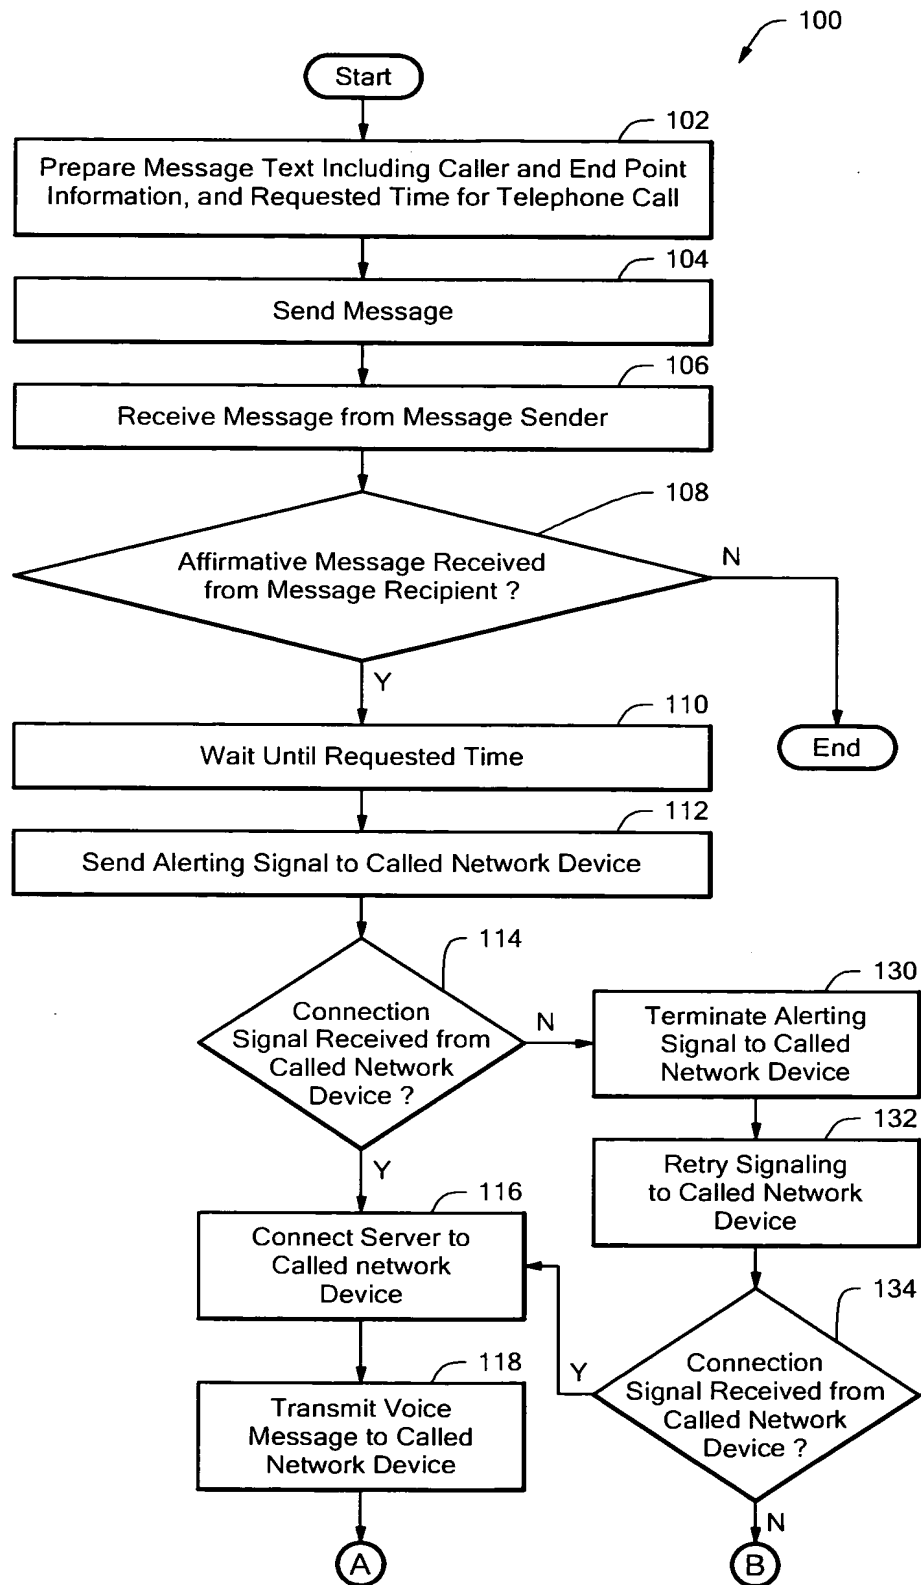 100
Start
102
Prepare Message Text Including Caller and End Point
Information, and Requested Time for Telephone Call
104
Send Message
106
Receive Message from Message Sender
108
Affirmative Message Received
from Message Recipient ?
N
Y
110
Wait Until Requested Time
End
112
Send Alerting Signal to Called Network Device
114
Connection
Signal Received from
Called Network
Device ?
N
130
Terminate Alerting
Signal to Called
Network Device
Y
132
Retry Signaling
to Called Network
Device
116
Connect Server to
Called network
Device
134
Connection
Signal Received from
Called Network
Device ?
Y
118
Transmit Voice
Message to Called
Network Device
N
A
B